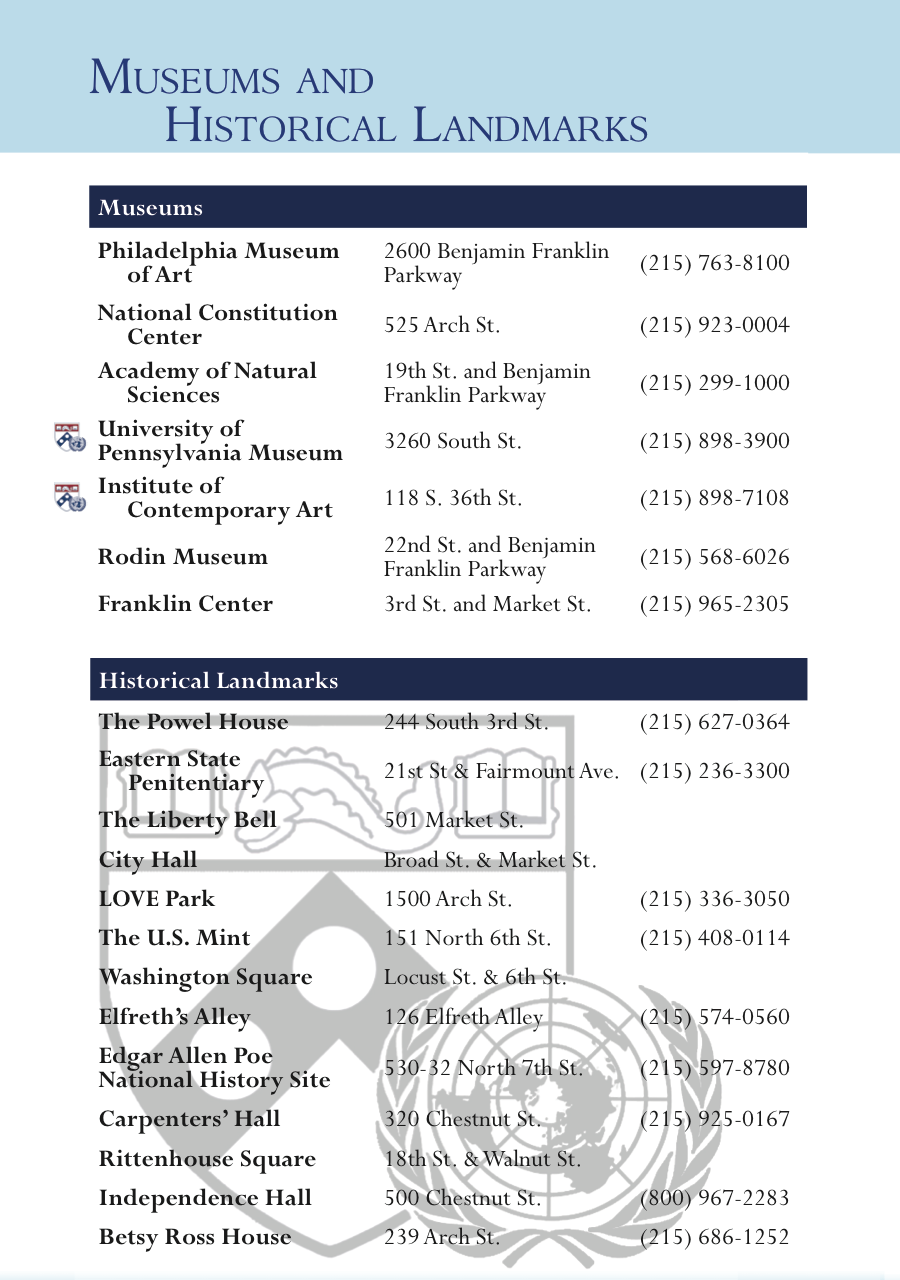 Museums and
Historical Landmarks
Museums
Philadelphia Museum of Art 2600 Benjamin Franklin Parkway (215) 763-8100
National Constitution Center 525 Arch St. (215) 923-0004
Academy of Natural Sciences 19th St. and Benjamin Franklin Parkway (215) 299-1000
University of Pennsylvania Museum 3260 South St. (215) 898-3900
Institute of Contemporary Art 118 S. 36th St. (215) 898-7108
Rodin Museum 22nd St. and Benjamin Franklin Parkway (215) 568-6026
Franklin Center 3rd St. and Market St. (215) 965-2305
Historical Landmarks
The Powel House 244 South 3rd St. (215) 627-0364
Eastern State Penitentiary 21st St & Fairmount Ave. (215) 236-3300
The Liberty Bell 501 Market St.
City Hall Broad St. & Market St.
LOVE Park 1500 Arch St. (215) 336-3050
The U.S. Mint 151 North 6th St. (215) 408-0114
Washington Square Locust St. & 6th St.
Elfreth's Alley 126 Elfreth Alley (215) 574-0560
Edgar Allen Poe National History Site 530-32 North 7th St. (215) 597-8780
Carpenters' Hall 320 Chestnut St. (215) 925-0167
Rittenhouse Square 18th St. & Walnut St.
Independence Hall 500 Chestnut St. (800) 967-2283
Betsy Ross House 239 Arch St. (215) 686-1252